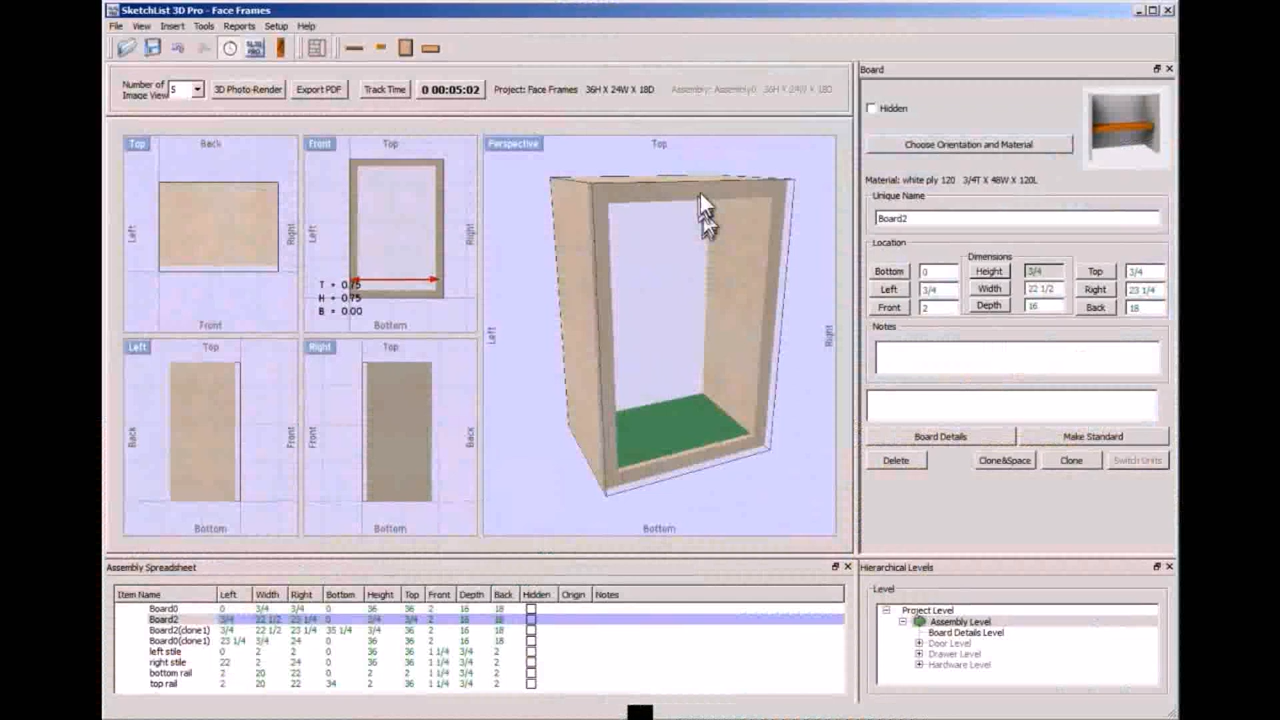 SketchList 3D Pro - Face Frames
File View Insert Tools Reports Setup Help
Number of Image View 5 3D Photo-Render Export PDF Track Time 0 00:05:02 Project: Face Frames 36H X 24W X 18D Assembly: Assembly0 36H X 24W X 18D
Top Back Left Right Front
Front Top Left Right Bottom
T = 0.75
H = 0.75
B = 0.00
Left Top Back Front Bottom
Right Top Front Back Bottom
Perspective Top Left Right Bottom
Board
Hidden
Choose Orientation and Material
Material: white ply 120 3/4T X 48W X 120L
Unique Name
Board2
Location
Dimensions
Bottom 0 Height 3/4 Top 3/4
Left 3/4 Width 22 1/2 Right 23 1/4
Front 2 Depth 16 Back 18
Notes
Board Details Make Standard
Delete Clone&Space Clone Switch Units
Assembly Spreadsheet
Item Name Left Width Right Bottom Height Top Front Depth Back Hidden Origin Notes
Board0 0 3/4 3/4 0 36 36 2 16 18
Board2 3/4 22 1/2 23 1/4 0 3/4 3/4 2 16 18
Board2(clone1) 3/4 22 1/2 23 1/4 35 1/4 3/4 36 2 16 18
Board0(clone1) 23 1/4 3/4 24 0 36 36 2 16 18
left stile 0 2 2 0 36 36 1 1/4 3/4 2
right stile 22 2 24 0 36 36 1 1/4 3/4 2
bottom rail 2 20 22 0 2 2 1 1/4 3/4 2
top rail 2 20 22 34 2 36 1 1/4 3/4 2
Hierarchical Levels
Level
Project Level
Assembly Level
Board Details Level
Door Level
Drawer Level
Hardware Level